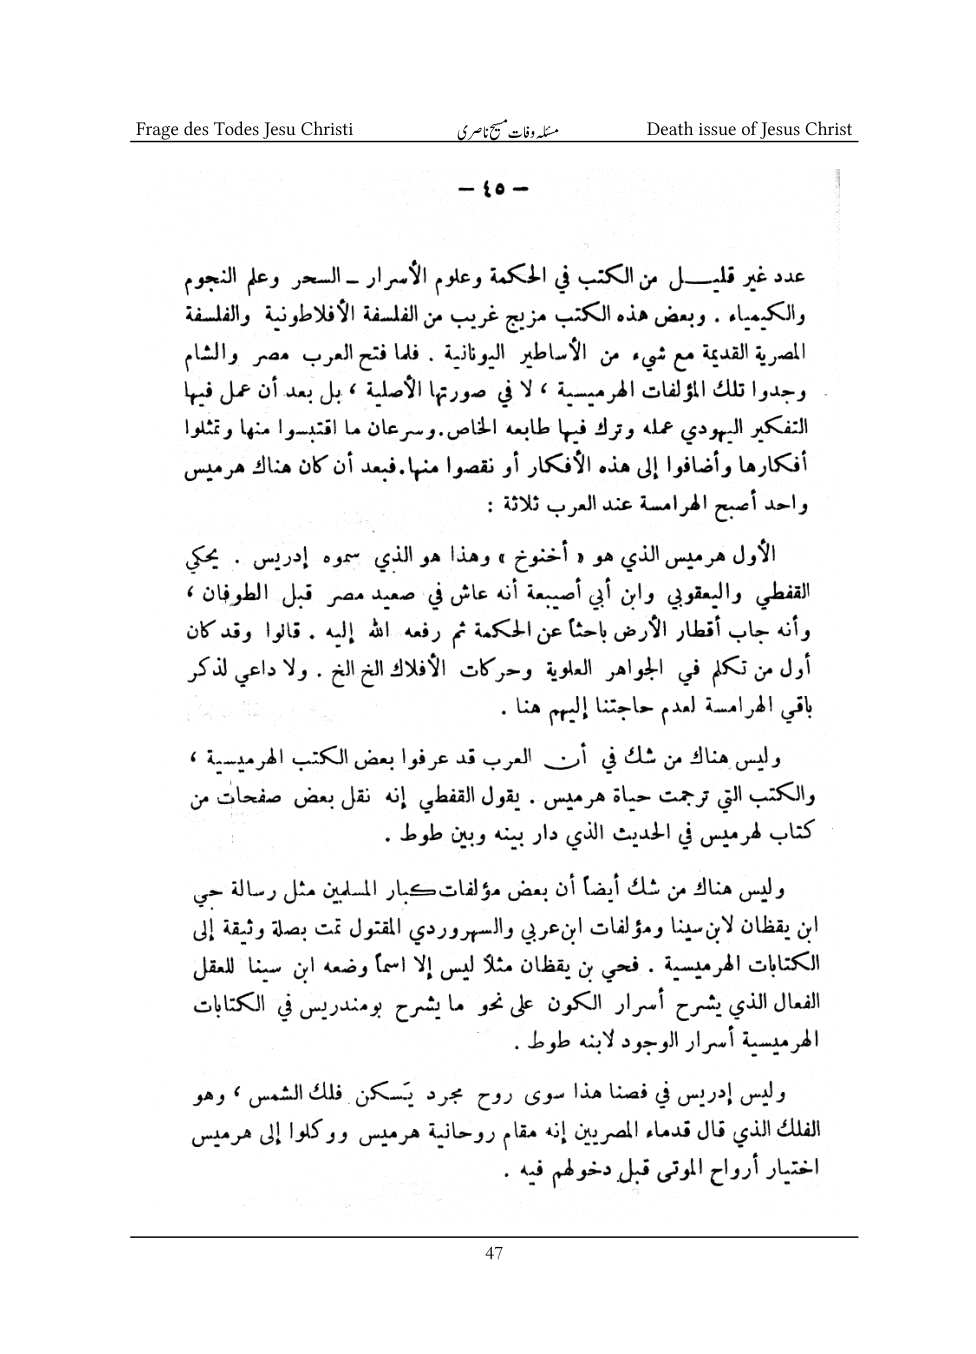 Frage des Todes Jesu Christi مسئلہ وفات مسیح ناصری Death issue of Jesus Christ
— ٤٥ —
عدد غير قليـــل من الكتب في الحكمة وعلوم الأسرار ــ السحر وعلم النجوم
والكيمياء . وبعض هذه الكتب مزيج غريب من الفلسفة الأفلاطونية والفلسفة
المصرية القديمة مع شيء من الأساطير اليونانية . فلما فتح العرب مصر والشام
وجدوا تلك المؤلفات الهرميسية ، لا في صورتها الأصلية ، بل بعد أن عمل فيها
التفكير اليهودي عمله وترك فيها طابعه الخاص.وسرعان ما اقتبسوا منها وتمثلوا
أفكارها وأضافوا إلى هذه الأفكار أو نقصوا منها.فبعد أن كان هناك هرميس
واحد أصبح الهرامسة عند العرب ثلاثة :
الأول هرميس الذي هو « أخنوخ » وهذا هو الذي سموه إدريس . يحكي
القفطي واليعقوبي وابن أبي أصيبعة أنه عاش في صعيد مصر قبل الطوفان ،
وأنه جاب أقطار الأرض باحثاً عن الحكمة ثم رفعه الله إليه . قالوا وقد كان
أول من تكلم في الجواهر العلوية وحركات الأفلاك الخ الخ . ولا داعي لذكر
باقي الهرامسة لعدم حاجتنا إليهم هنا .
وليس هناك من شك في أن العرب قد عرفوا بعض الكتب الهرميسية ،
والكتب التي ترجمت حياة هرميس . يقول القفطي إنه نقل بعض صفحات من
كتاب لهرميس في الحديث الذي دار بينه وبين طوط .
وليس هناك من شك أيضاً أن بعض مؤلفات كبار المسلمين مثل رسالة حي
ابن يقظان لابن سينا ومؤلفات ابن عربي والسهروردي المقتول تمت بصلة وثيقة إلى
الكتابات الهرميسية . فحي بن يقظان مثلاً ليس إلا اسماً وضعه ابن سينا للعقل
الفعال الذي يشرح أسرار الكون على نحو ما يشرح بومندريس في الكتابات
الهرميسية أسرار الوجود لابنه طوط .
وليس إدريس في فصنا هذا سوى روح مجرد يَسكن فلك الشمس ، وهو
الفلك الذي قال قدماء المصريين إنه مقام روحانية هرميس ووكلوا إلى هرميس
اختيار أرواح الموتى قبل دخولهم فيه .
47